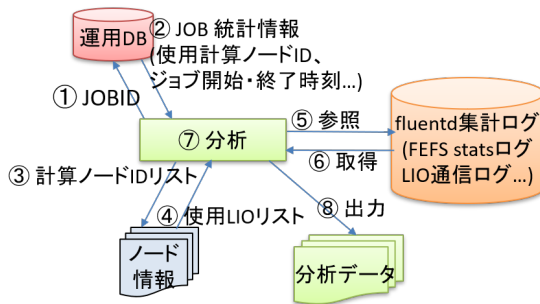 運用DB
② JOB 統計情報
(使用計算ノードID、
ジョブ開始・終了時刻…)
① JOBID
⑦ 分析
⑤ 参照
⑥ 取得
fluentd集計ログ
(FEFS statsログ
LIO通信ログ…)
③ 計算ノードIDリスト
④ 使用LIOリスト
⑧ 出力
ノード
情報
分析データ